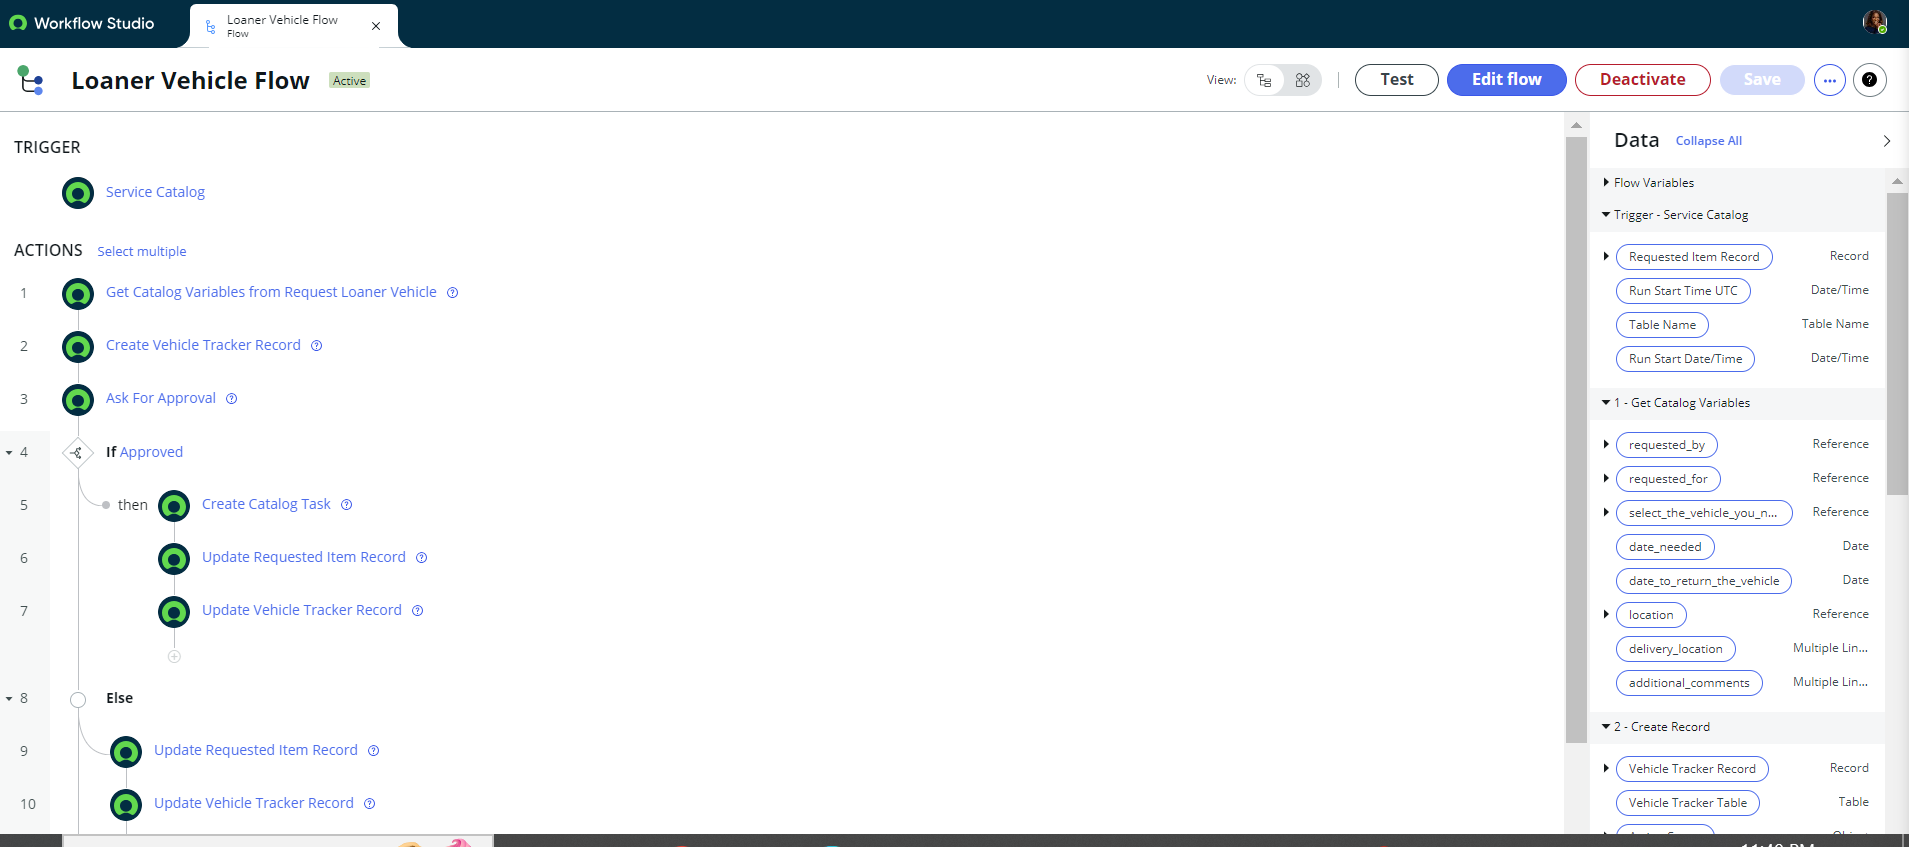 Workflow Studio
Loaner Vehicle Flow
Flow
Loaner Vehicle Flow
Active
View:
Test
Edit flow
Deactivate
Save
TRIGGER
Service Catalog
ACTIONS Select multiple
1 Get Catalog Variables from Request Loaner Vehicle
2 Create Vehicle Tracker Record
3 Ask For Approval
4 If Approved
5 then Create Catalog Task
6 Update Requested Item Record
7 Update Vehicle Tracker Record
8 Else
9 Update Requested Item Record
10 Update Vehicle Tracker Record
Data Collapse All
Flow Variables
Trigger - Service Catalog
Requested Item Record Record
Run Start Time UTC Date/Time
Table Name Table Name
Run Start Date/Time Date/Time
1 - Get Catalog Variables
requested_by Reference
requested_for Reference
select_the_vehicle_you_n... Reference
date_needed Date
date_to_return_the_vehicle Date
location Reference
delivery_location Multiple Lin...
additional_comments Multiple Lin...
2 - Create Record
Vehicle Tracker Record Record
Vehicle Tracker Table Table